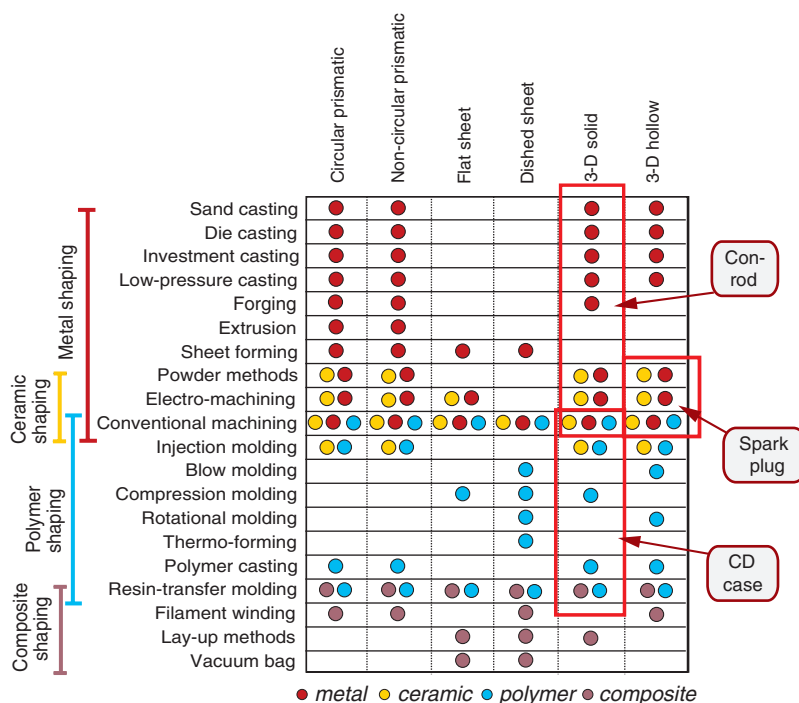 Circular prismatic
Non-circular prismatic
Flat sheet
Dished sheet
3-D solid
3-D hollow
Metal shaping
Ceramic
shaping
Polymer
shaping
Composite
shaping
Sand casting
Die casting
Investment casting
Low-pressure casting
Forging
Extrusion
Sheet forming
Powder methods
Electro-machining
Conventional machining
Injection molding
Blow molding
Compression molding
Rotational molding
Thermo-forming
Polymer casting
Resin-transfer molding
Filament winding
Lay-up methods
Vacuum bag
Con-
rod
Spark
plug
CD
case
metal ceramic polymer composite